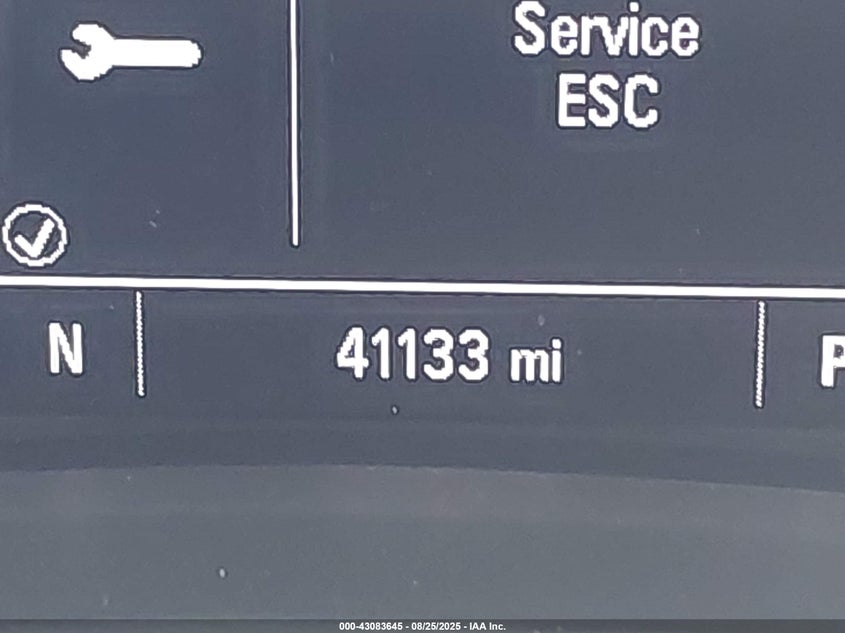 Service
ESC
N
41133 mi
P
000-43083645 - 08/25/2025 - IAA Inc.